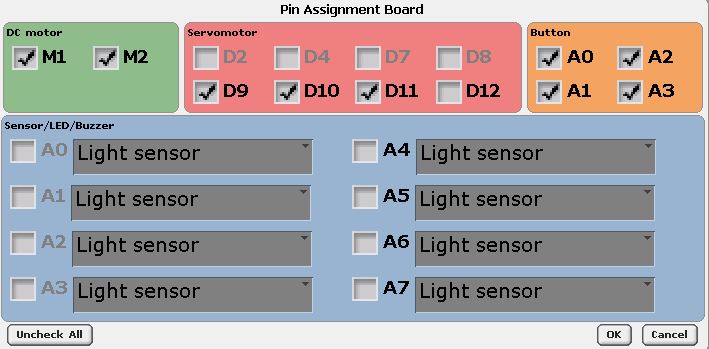 Pin Assignment Board
DC motor
M1 M2
Servomotor
D2 D4 D7 D8
D9 D10 D11 D12
Button
A0 A2
A1 A3
Sensor/LED/Buzzer
A0 Light sensor A4 Light sensor
A1 Light sensor A5 Light sensor
A2 Light sensor A6 Light sensor
A3 Light sensor A7 Light sensor
Uncheck All OK Cancel